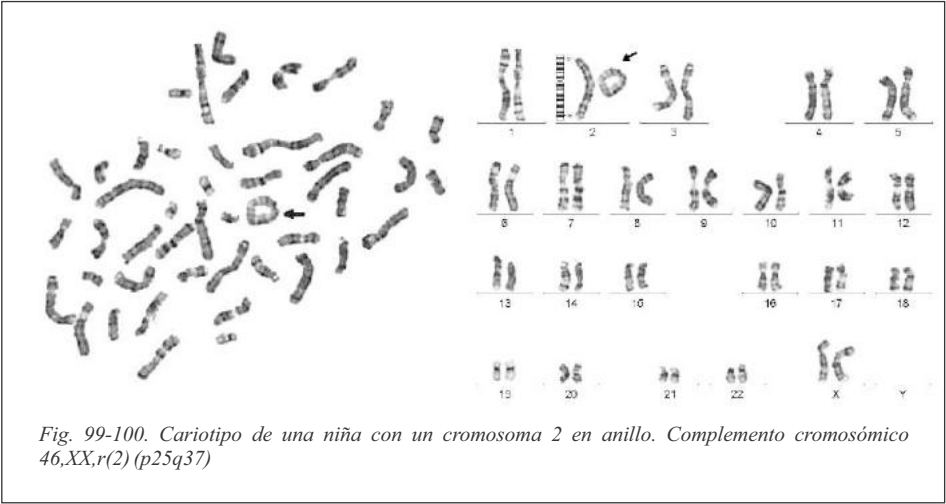 1 2 3 4 5
6 7 8 9 10 11 12
13 14 15 16 17 18
19 20 21 22 X Y
Fig. 99-100. Cariotipo de una niña con un cromosoma 2 en anillo. Complemento cromosómico
46,XX,r(2) (p25q37)